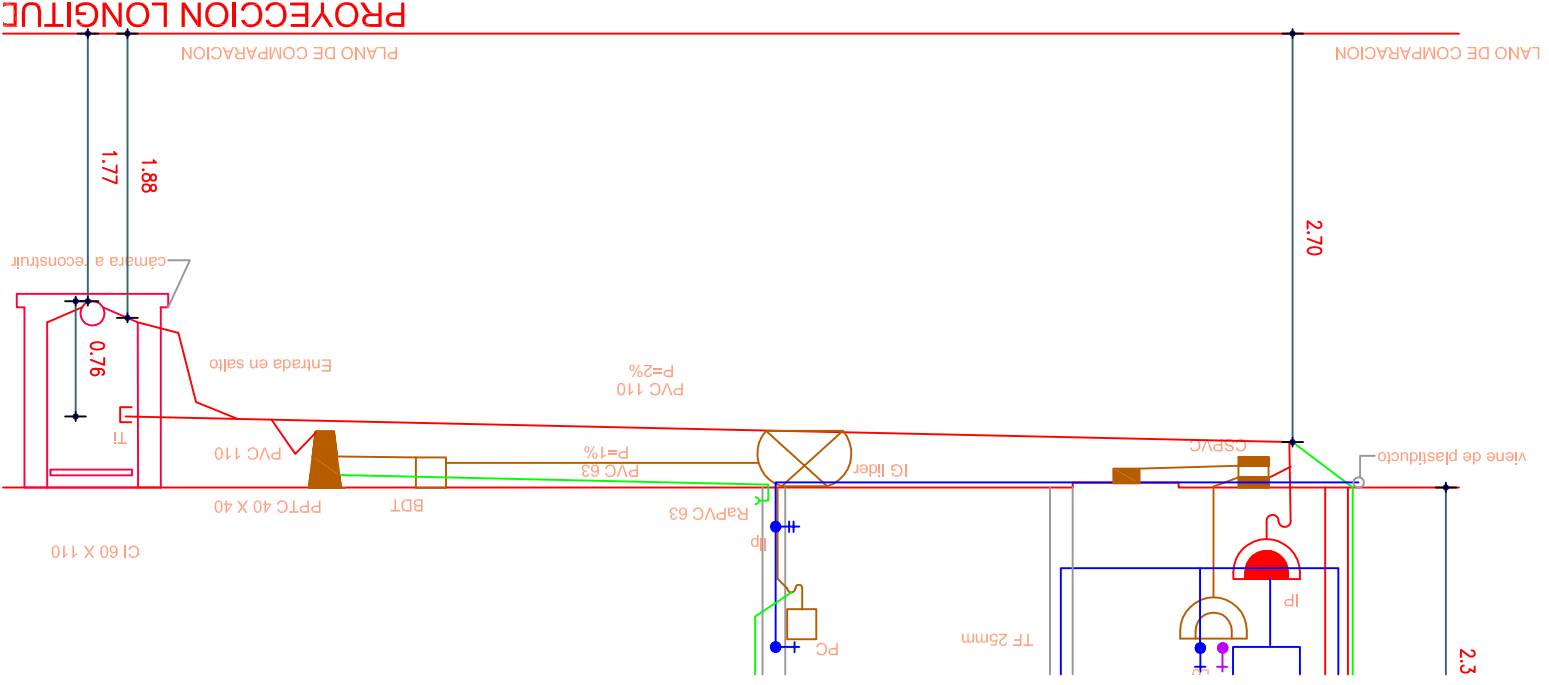 PROYECCION LONGITUD
PLANO DE COMPARACION
LANO DE COMPARACION
1.77
1.88
2.70
cámara a reconstruir
0.76
Entrada en salto
P=2%
PVC 110
Ti
PVC 110
P=1%
PVC 63
IG lider
CSPVC
viene de plastiducto
PPTC 40 X 40
BDT
RaPVC 63
llp
CI 60 X 110
IP
TF 25mm
PC
2.3